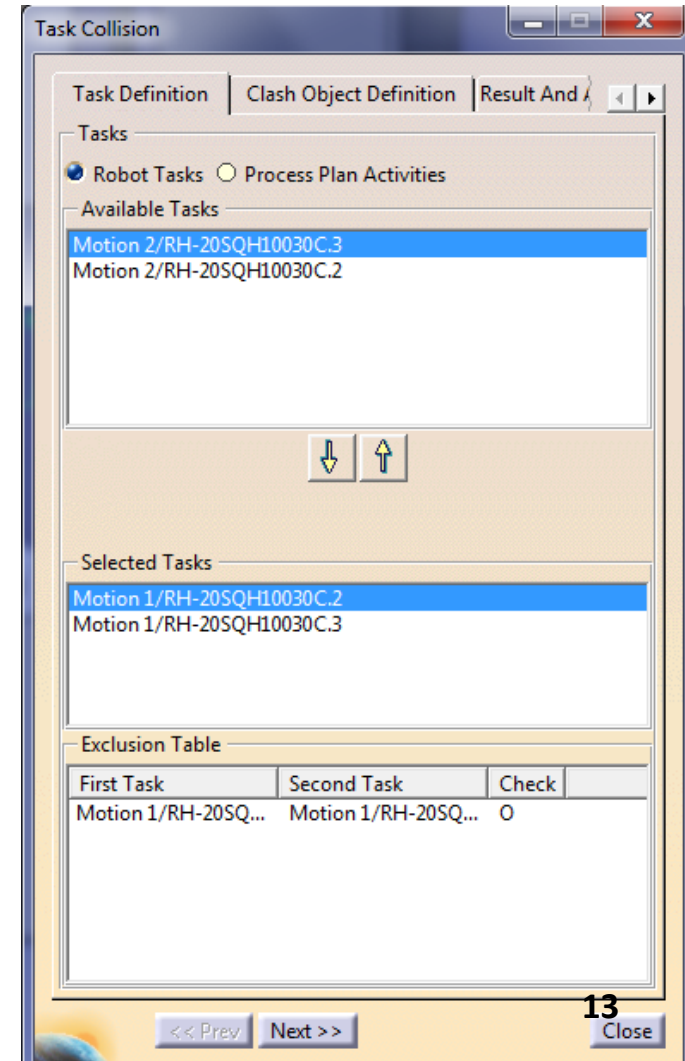 Task Collision
Task Definition Clash Object Definition Result And
Tasks
Robot Tasks Process Plan Activities
Available Tasks
Motion 2/RH-20SQH10030C.3
Motion 2/RH-20SQH10030C.2
Selected Tasks
Motion 1/RH-20SQH10030C.2
Motion 1/RH-20SQH10030C.3
Exclusion Table
First Task Second Task Check
Motion 1/RH-20SQ... Motion 1/RH-20SQ... O
13
<< Prev Next >> Close